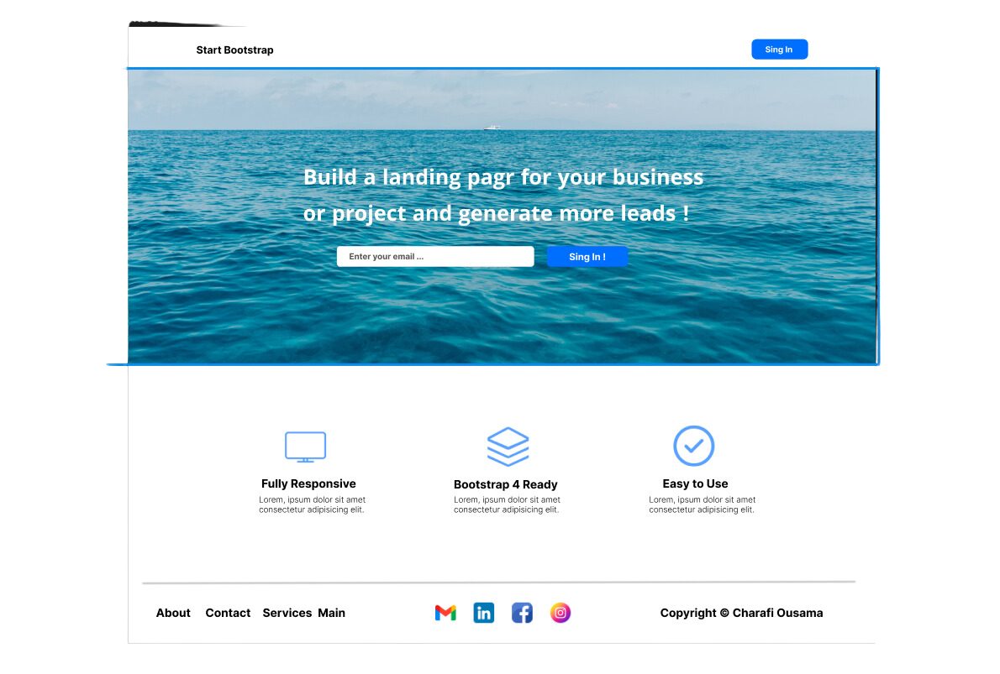 Start Bootstrap
Sing In
Build a landing pagr for your business
or project and generate more leads !
Enter your email ...
Sing In !
Fully Responsive
Lorem, ipsum dolor sit amet
consectetur adipisicing elit.
Bootstrap 4 Ready
Lorem, ipsum dolor sit amet
consectetur adipisicing elit.
Easy to Use
Lorem, ipsum dolor sit amet
consectetur adipisicing elit.
About Contact Services Main
in
f
Copyright © Charafi Ousama